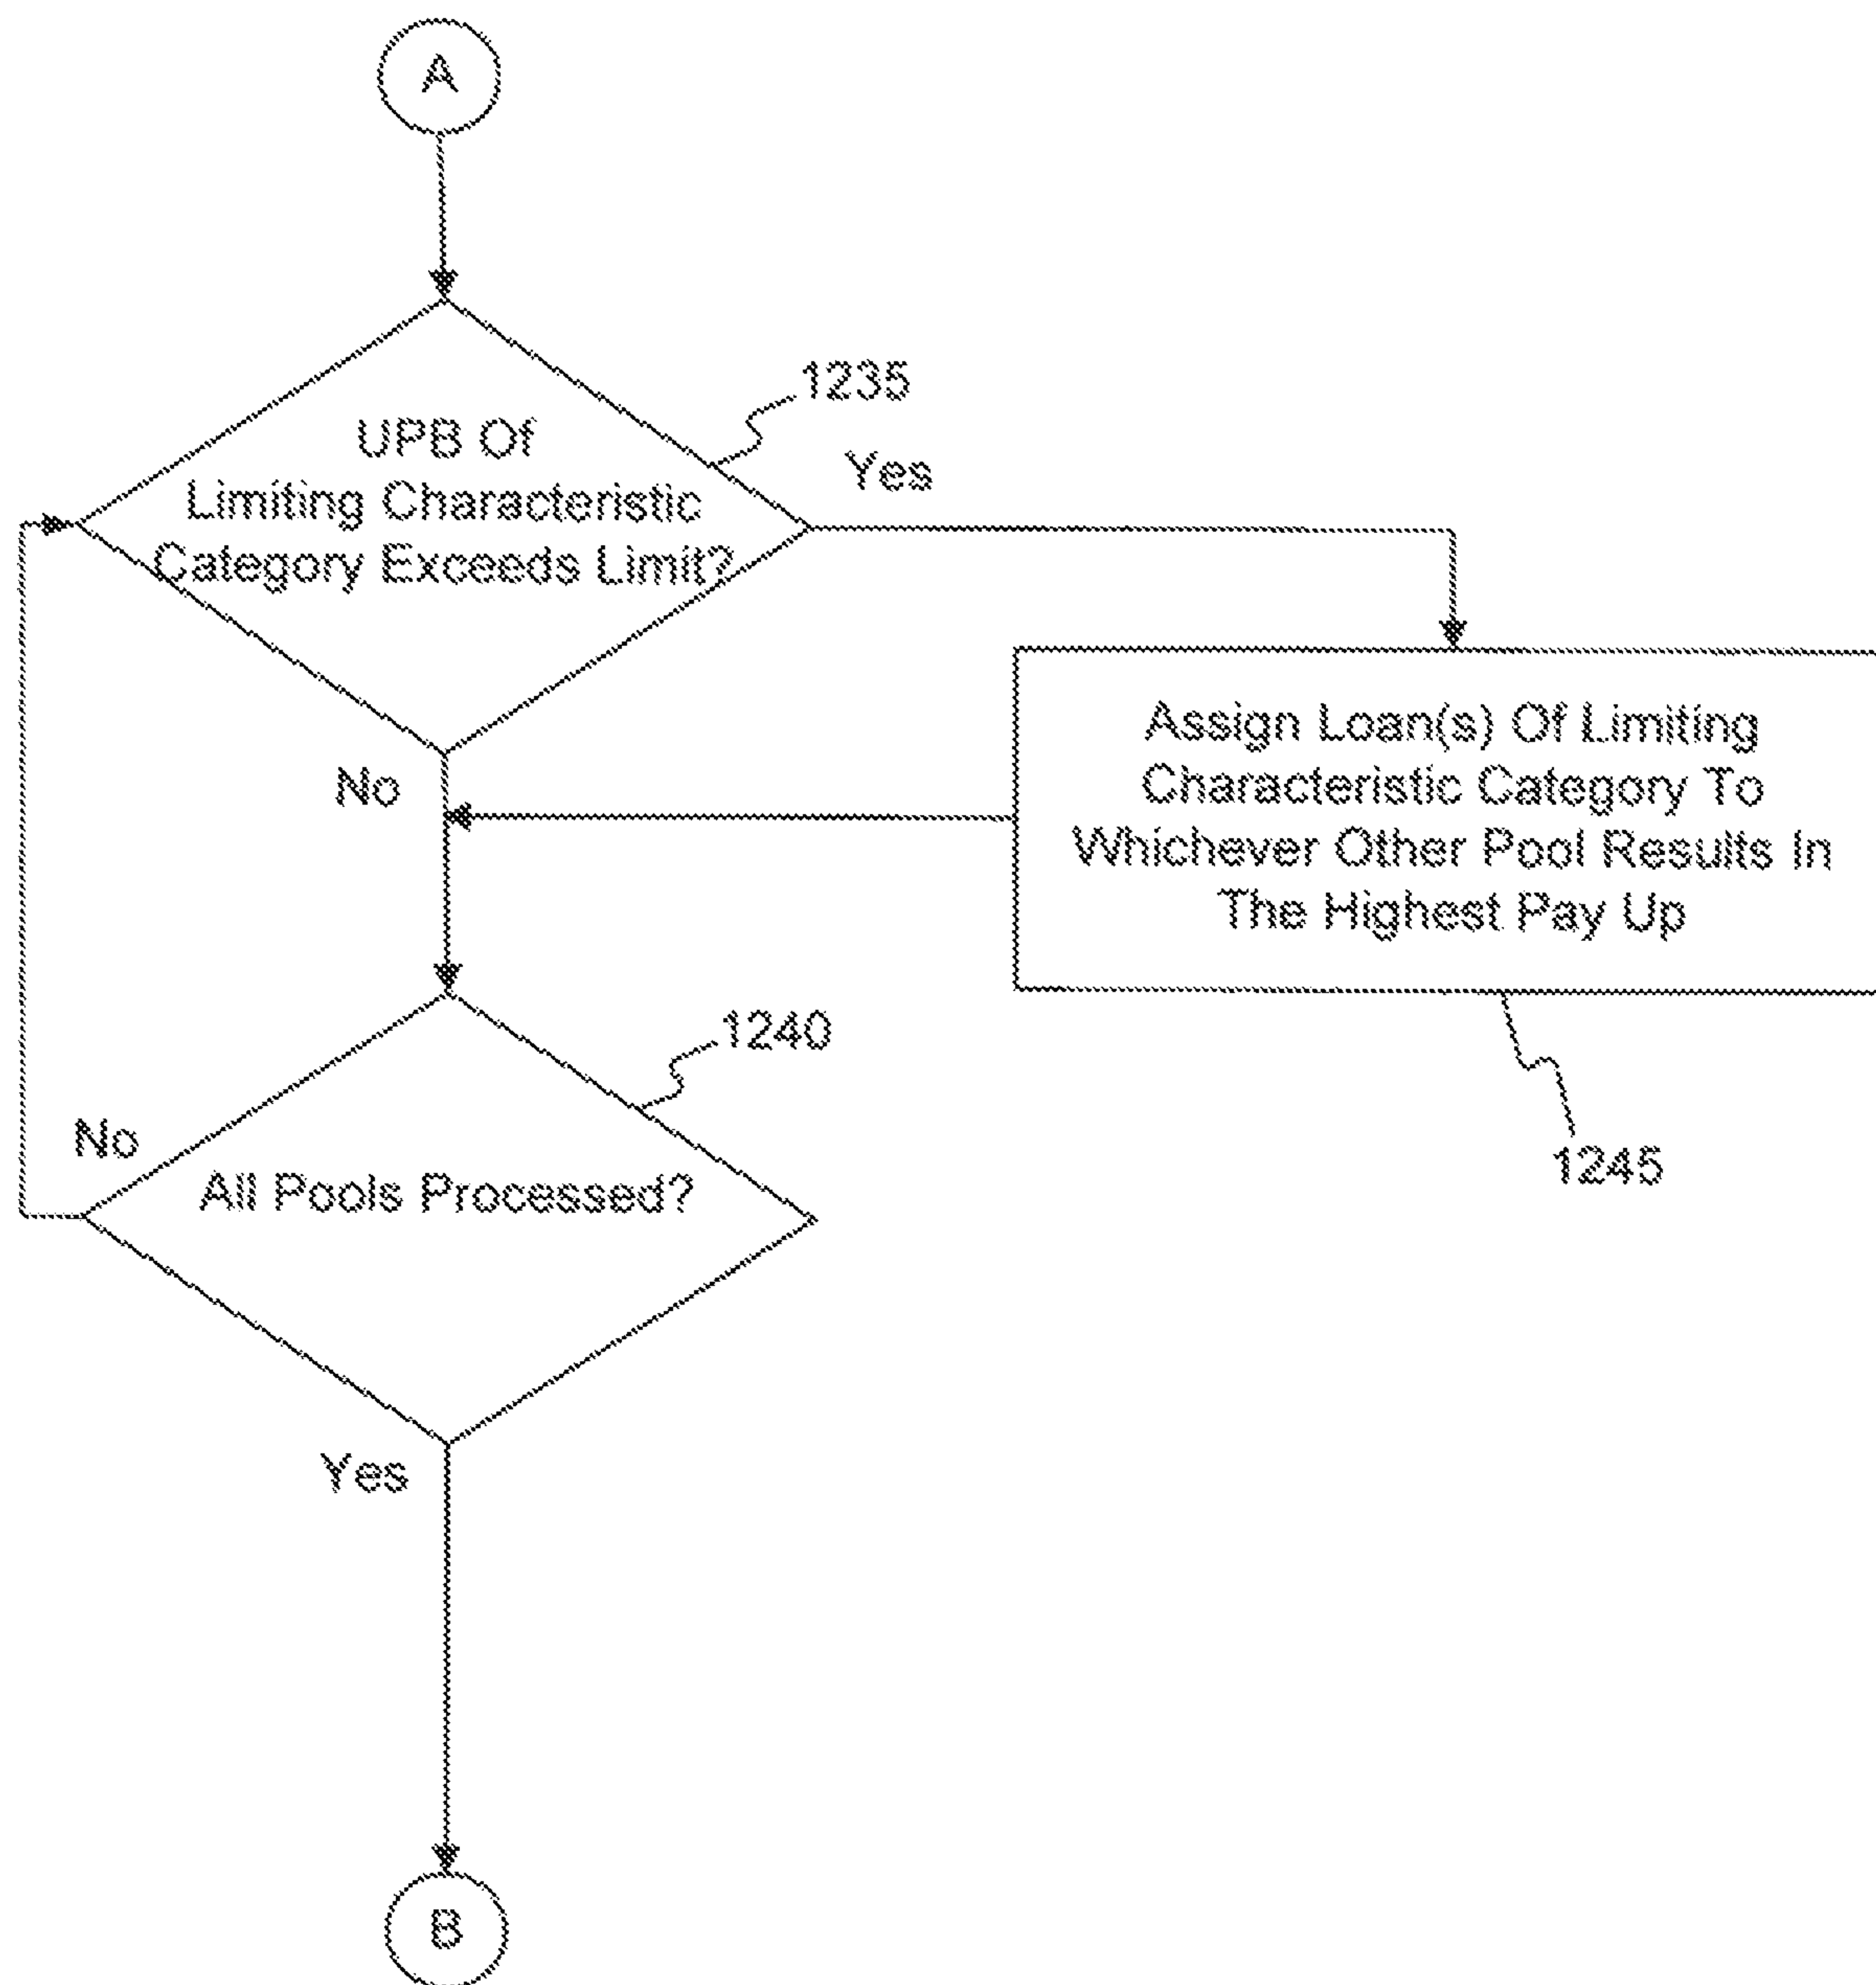 A
1235
UPB Of
Limiting Characteristic
Category Exceeds Limit?
Yes
No
Assign Loan(s) Of Limiting
Characteristic Category To
Whichever Other Pool Results In
The Highest Pay Up
1240
No
All Pools Processed?
1245
Yes
B